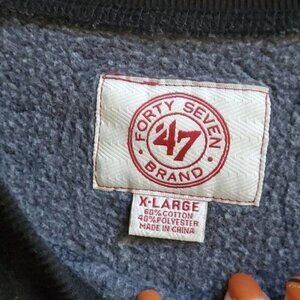 FORTY SEVEN
'47
BRAND
X-LARGE
60% COTTON
40% POLYESTER
MADE IN CHINA